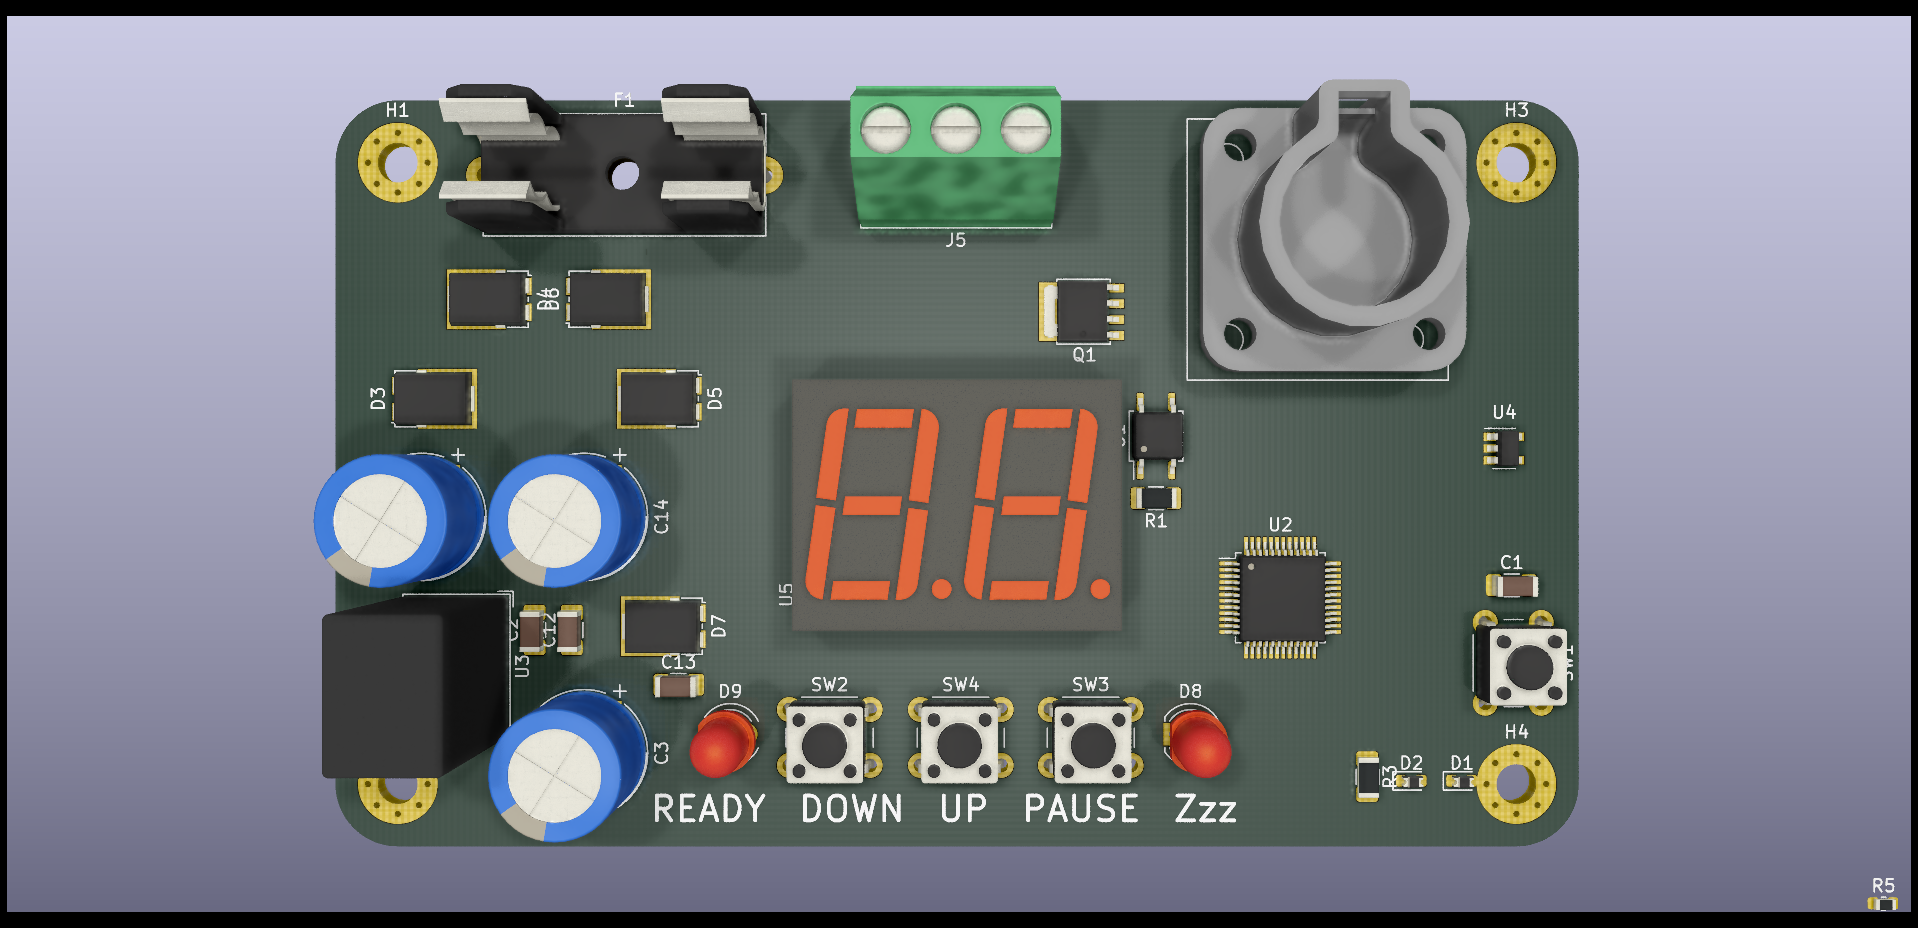 H1
F1
H3
J5
D6
Q1
D3
D5
U4
+
+
C14
R1
U2
U5
C1
C2
C12
D7
U3
C13
SW1
+
D9
SW2
SW4
SW3
D8
C3
H4
R3
D2
D1
READY DOWN UP PAUSE Zzz
R5